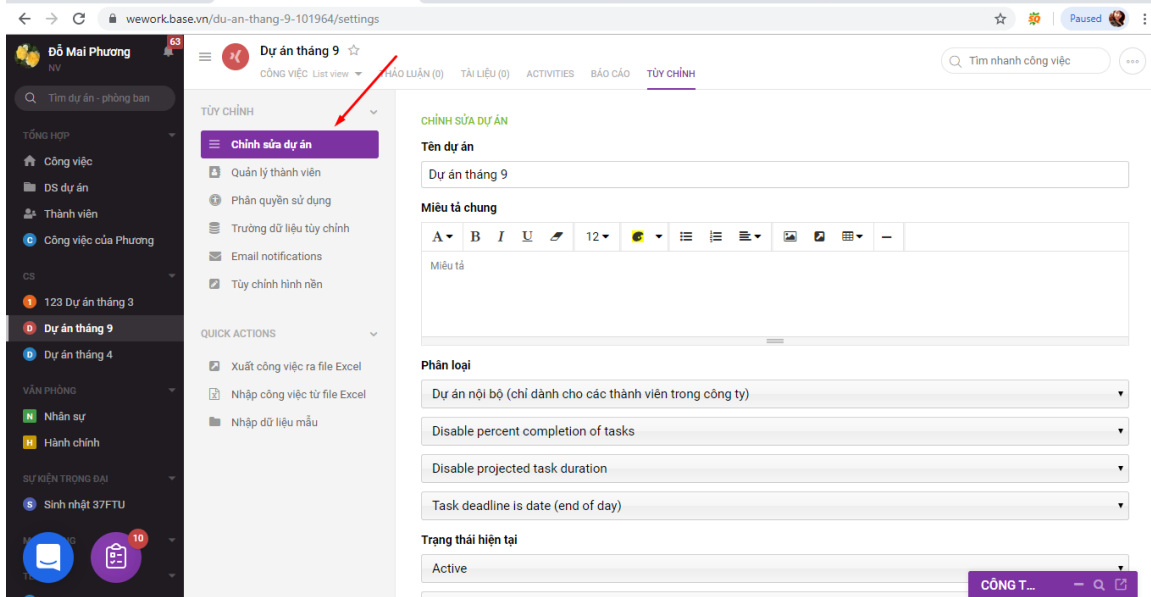 wework.base.vn/du-an-thang-9-101964/settings
Paused
Đỗ Mai Phương
63
NV
Tìm dự án - phòng ban
TỔNG HỢP
Công việc
DS dự án
Thành viên
C Công việc của Phương
CS
1 123 Dự án tháng 3
D Dự án tháng 9
D Dự án tháng 4
VĂN PHÒNG
N Nhân sự
H Hành chính
SỰ KIỆN TRỌNG ĐẠI
S Sinh nhật 37FTU
10
Dự án tháng 9
CÔNG VIỆC List view
THẢO LUẬN (0)
TÀI LIỆU (0)
ACTIVITIES
BÁO CÁO
TÙY CHỈNH
Tìm nhanh công việc
TÙY CHỈNH
Chỉnh sửa dự án
Quản lý thành viên
Phân quyền sử dụng
Trường dữ liệu tùy chỉnh
Email notifications
Tùy chỉnh hình nền
QUICK ACTIONS
Xuất công việc ra file Excel
Nhập công việc từ file Excel
Nhập dữ liệu mẫu
CHỈNH SỬA DỰ ÁN
Tên dự án
Dự án tháng 9
Miêu tả chung
A B I U 12
Miêu tả
Phân loại
Dự án nội bộ (chỉ dành cho các thành viên trong công ty)
Disable percent completion of tasks
Disable projected task duration
Task deadline is date (end of day)
Trạng thái hiện tại
Active
CÔNG T...